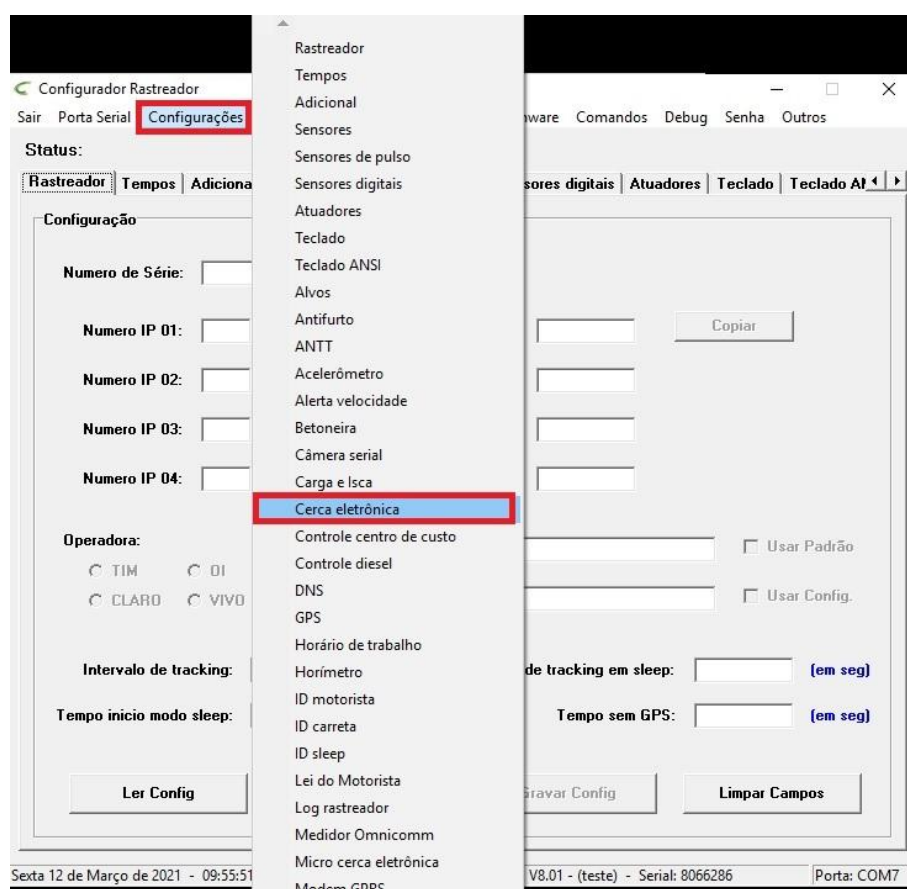 Configurador Rastreador
Sair Porta Serial Configurações ware Comandos Debug Senha Outros
Status:
Rastreador Tempos Adiciona sores digitais Atuadores Teclado Teclado AN
Configuração
Numero de Série:
Numero IP 01:
Copiar
Numero IP 02:
Numero IP 03:
Numero IP 04:
Operadora:
TIM OI
CLARO VIVO
Usar Padrão
Usar Config.
Intervalo de tracking: de tracking em sleep: (em seg)
Tempo inicio modo sleep: Tempo sem GPS: (em seg)
Ler Config Gravar Config Limpar Campos
Sexta 12 de Março de 2021 - 09:55:51 V8.01 - (teste) - Serial: 8066286 Porta: COM7
Rastreador
Tempos
Adicional
Sensores
Sensores de pulso
Sensores digitais
Atuadores
Teclado
Teclado ANSI
Alvos
Antifurto
ANTT
Acelerômetro
Alerta velocidade
Betoneira
Câmera serial
Carga e Isca
Cerca eletrônica
Controle centro de custo
Controle diesel
DNS
GPS
Horário de trabalho
Horímetro
ID motorista
ID carreta
ID sleep
Lei do Motorista
Log rastreador
Medidor Omnicomm
Micro cerca eletrônica
Modem GPRS